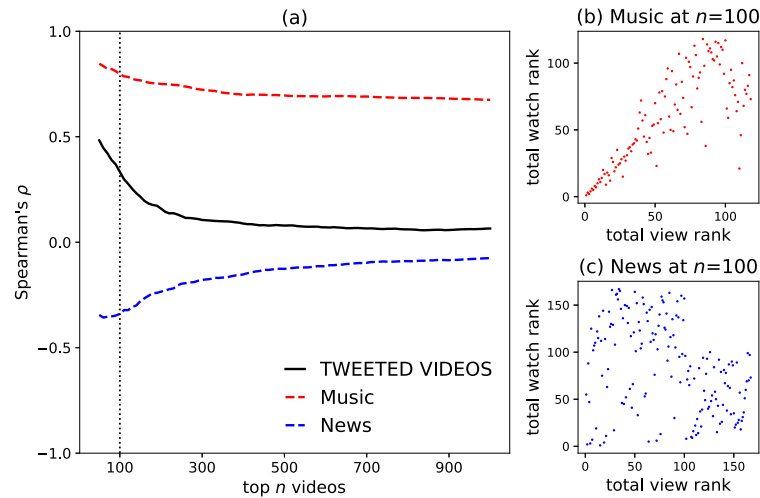 (a)
1.0
0.5
0.0
−0.5
−1.0
Spearman's ρ
TWEETED VIDEOS
Music
News
100
300
500
700
900
top n videos
(b) Music at n=100
100
50
0
total watch rank
0
50
100
total view rank
(c) News at n=100
150
100
50
0
total watch rank
0
50
100
150
total view rank